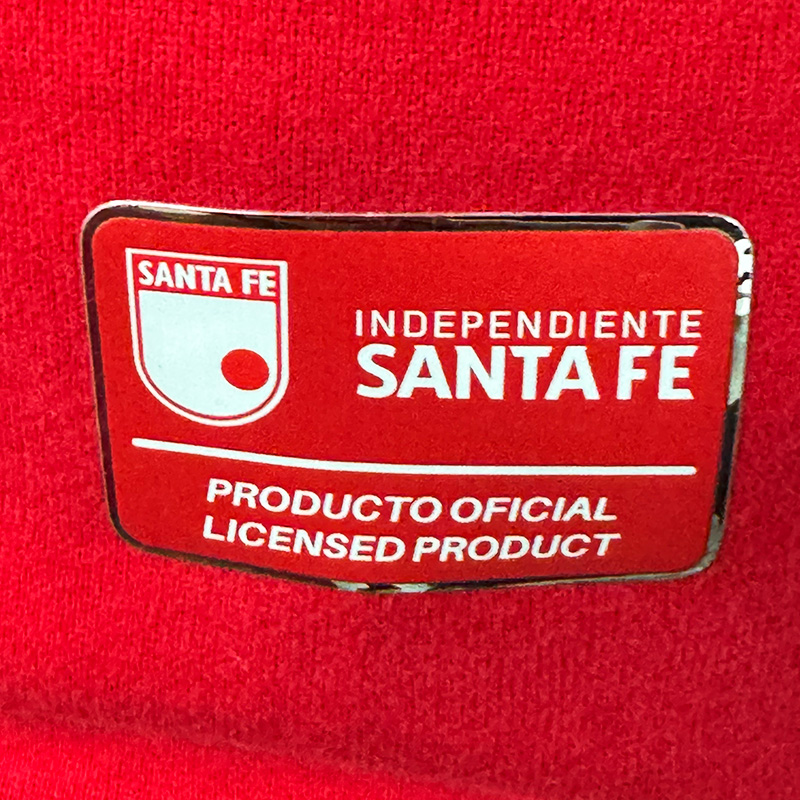 SANTA FE
INDEPENDIENTE
SANTA FE
PRODUCTO OFICIAL
LICENSED PRODUCT